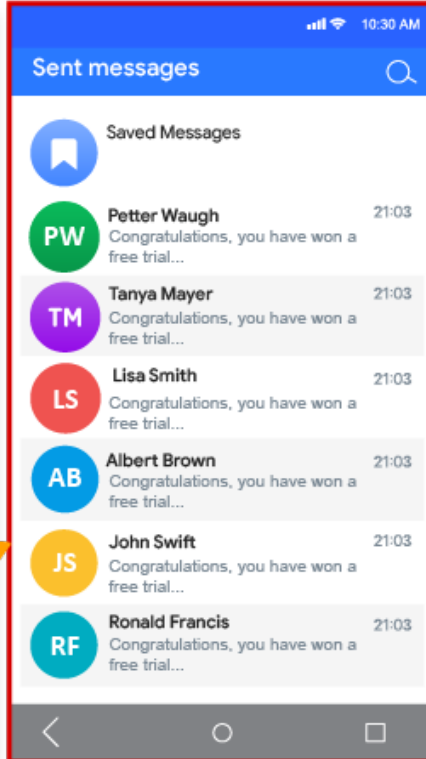 10:30 AM
Sent messages
Saved Messages
PW
Petter Waugh
21:03
Congratulations, you have won a
free trial...
TM
Tanya Mayer
21:03
Congratulations, you have won a
free trial...
LS
Lisa Smith
21:03
Congratulations, you have won a
free trial...
AB
Albert Brown
21:03
Congratulations, you have won a
free trial...
JS
John Swift
21:03
Congratulations, you have won a
free trial...
RF
Ronald Francis
21:03
Congratulations, you have won a
free trial...